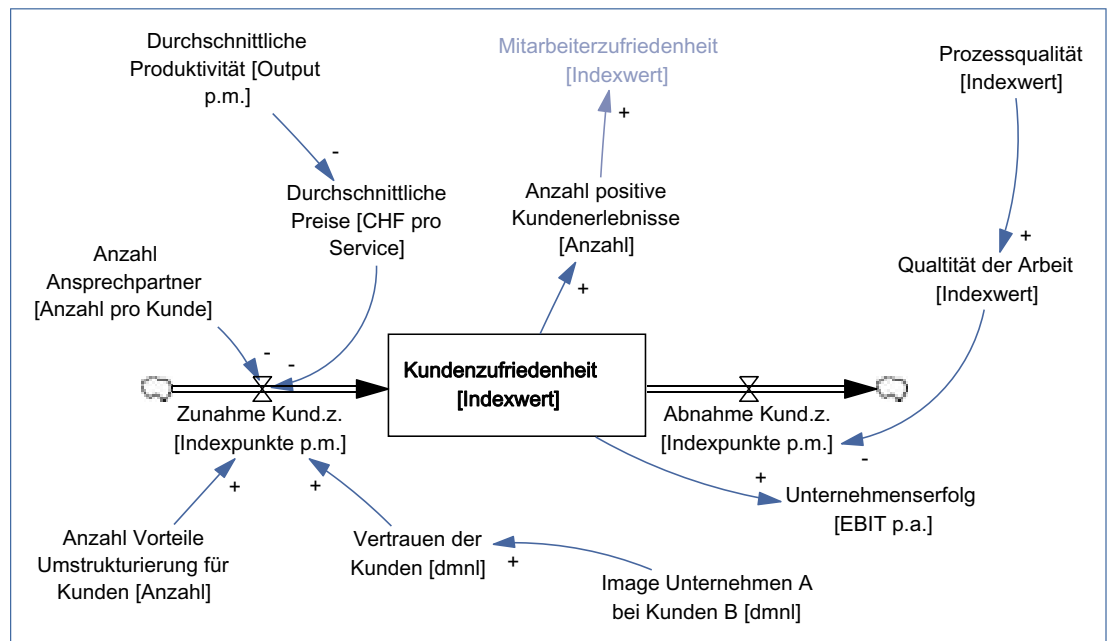 Durchschnittliche
Produktivität [Output
p.m.]
Mitarbeiterzufriedenheit
[Indexwert]
Prozessqualität
[Indexwert]
+
-
Durchschnittliche
Preise [CHF pro
Service]
Anzahl positive
Kundenerlebnisse
[Anzahl]
+
Anzahl
Ansprechpartner
[Anzahl pro Kunde]
Qualtität der Arbeit
[Indexwert]
+
-
-
Kundenzufriedenheit
[Indexwert]
Zunahme Kund.z.
[Indexpunkte p.m.]
Abnahme Kund.z.
[Indexpunkte p.m.]
-
+
+
+
Unternehmenserfolg
[EBIT p.a.]
Anzahl Vorteile
Umstrukturierung für
Kunden [Anzahl]
Vertrauen der
Kunden [dmnl]
+
Image Unternehmen A
bei Kunden B [dmnl]